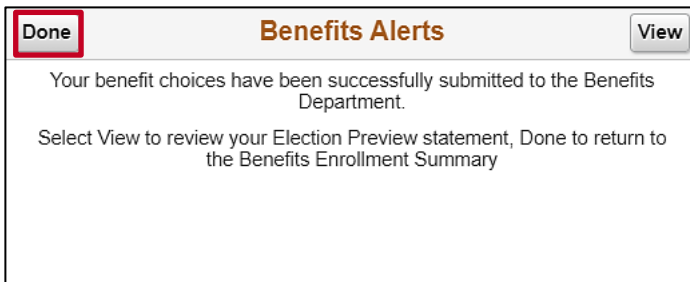 Done
Benefits Alerts
View
Your benefit choices have been successfully submitted to the Benefits
Department.
Select View to review your Election Preview statement, Done to return to
the Benefits Enrollment Summary